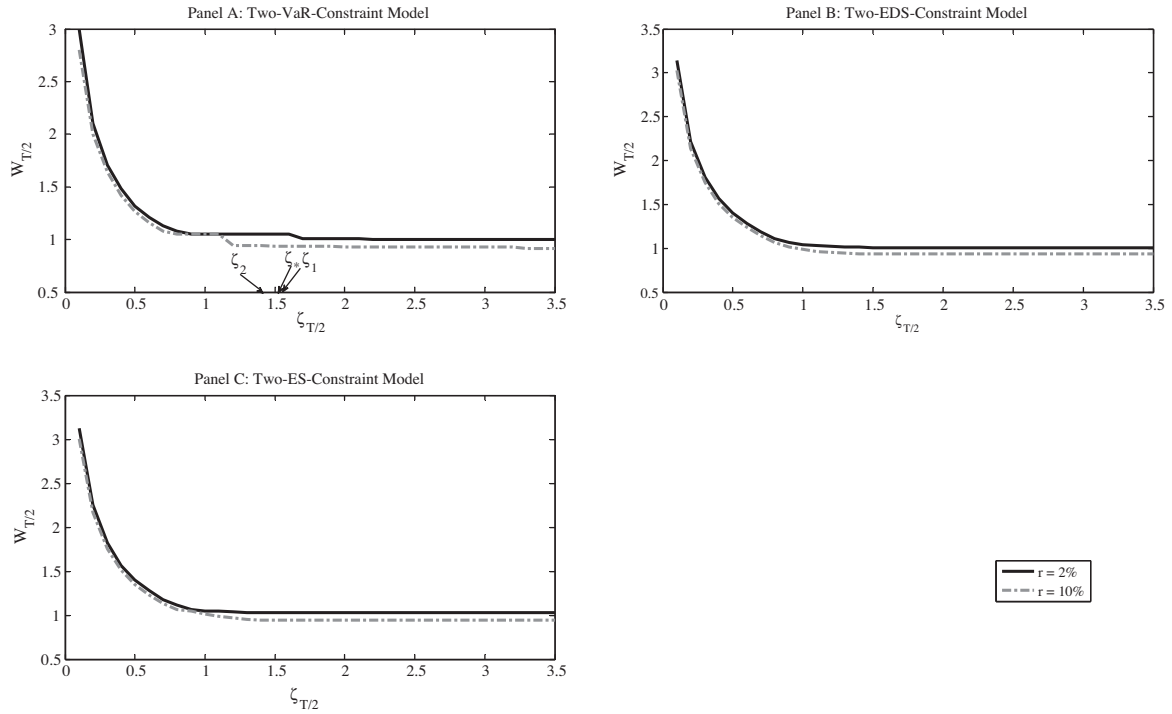 Panel A: Two-VaR-Constraint Model
3
2.5
2
1.5
1
0.5
W_{T/2}
ζ_2
ζ_*
ζ_1
0 0.5 1 1.5 2 2.5 3 3.5
ζ_{T/2}
Panel B: Two-EDS-Constraint Model
3.5
3
2.5
2
1.5
1
0.5
W_{T/2}
0 0.5 1 1.5 2 2.5 3 3.5
ζ_{T/2}
Panel C: Two-ES-Constraint Model
3.5
3
2.5
2
1.5
1
0.5
W_{T/2}
0 0.5 1 1.5 2 2.5 3 3.5
ζ_{T/2}
r = 2%
r = 10%